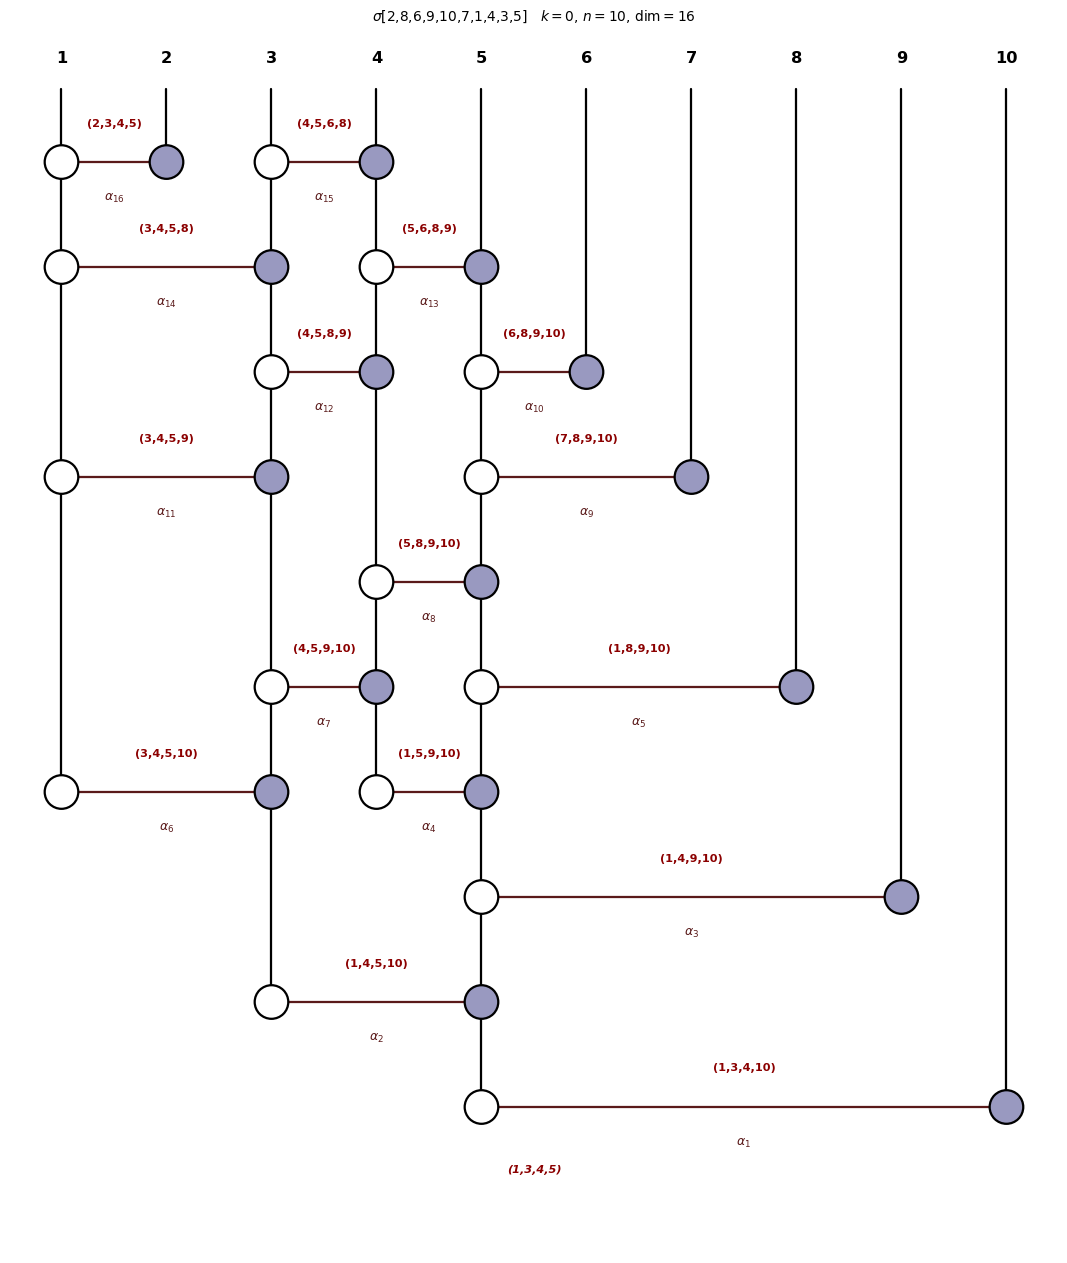 σ[2,8,6,9,10,7,1,4,3,5] k=0, n=10, dim=16
1 2 3 4 5 6 7 8 9 10
(2,3,4,5) (4,5,6,8)
α₁₆ α₁₅
(3,4,5,8) (5,6,8,9)
α₁₄ α₁₃
(4,5,8,9) (6,8,9,10)
α₁₂ α₁₀
(3,4,5,9) (7,8,9,10)
α₁₁ α₉
(5,8,9,10)
α₈
(4,5,9,10) (1,8,9,10)
α₇ α₅
(3,4,5,10) (1,5,9,10)
α₆ α₄
(1,4,9,10)
α₃
(1,4,5,10)
α₂
(1,3,4,10)
α₁
(1,3,4,5)